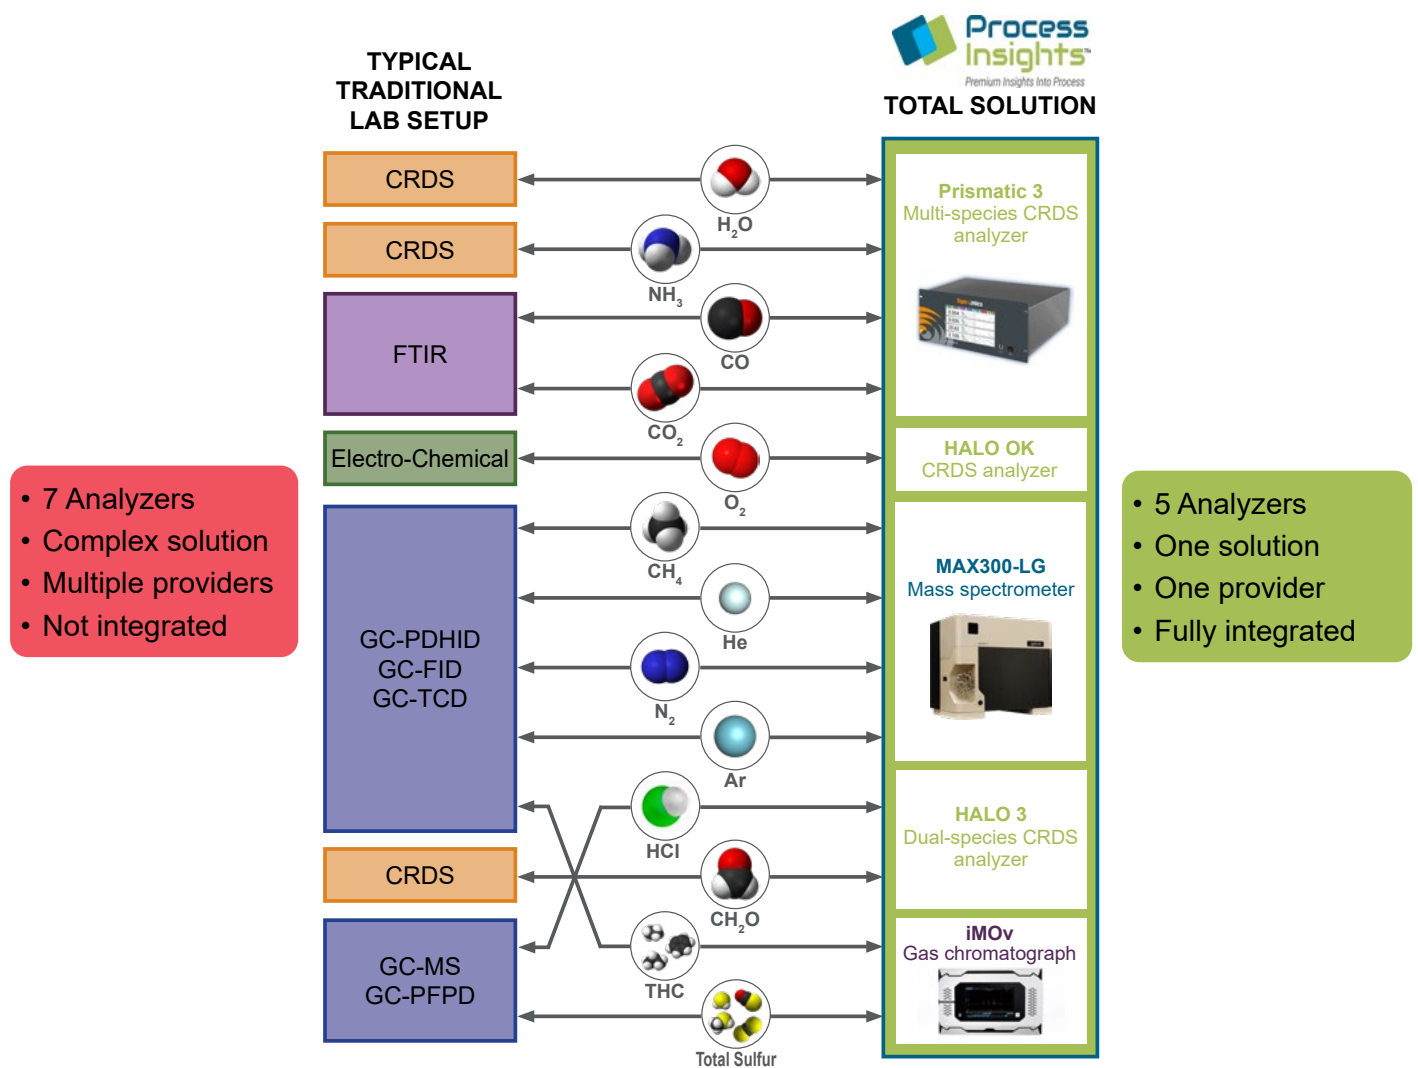 Process
Insights™
Premium Insights Into Process
TYPICAL
TRADITIONAL
LAB SETUP
TOTAL SOLUTION
CRDS
H₂O
Prismatic 3
Multi-species CRDS
analyzer
CRDS
NH₃
FTIR
CO
CO₂
Electro-Chemical
O₂
HALO OK
CRDS analyzer
• 7 Analyzers
• Complex solution
• Multiple providers
• Not integrated
GC-PDHID
GC-FID
GC-TCD
CH₄
He
N₂
Ar
MAX300-LG
Mass spectrometer
• 5 Analyzers
• One solution
• One provider
• Fully integrated
HCl
HALO 3
Dual-species CRDS
analyzer
CRDS
CH₂O
GC-MS
GC-PFPD
THC
Total Sulfur
iMOv
Gas chromatograph